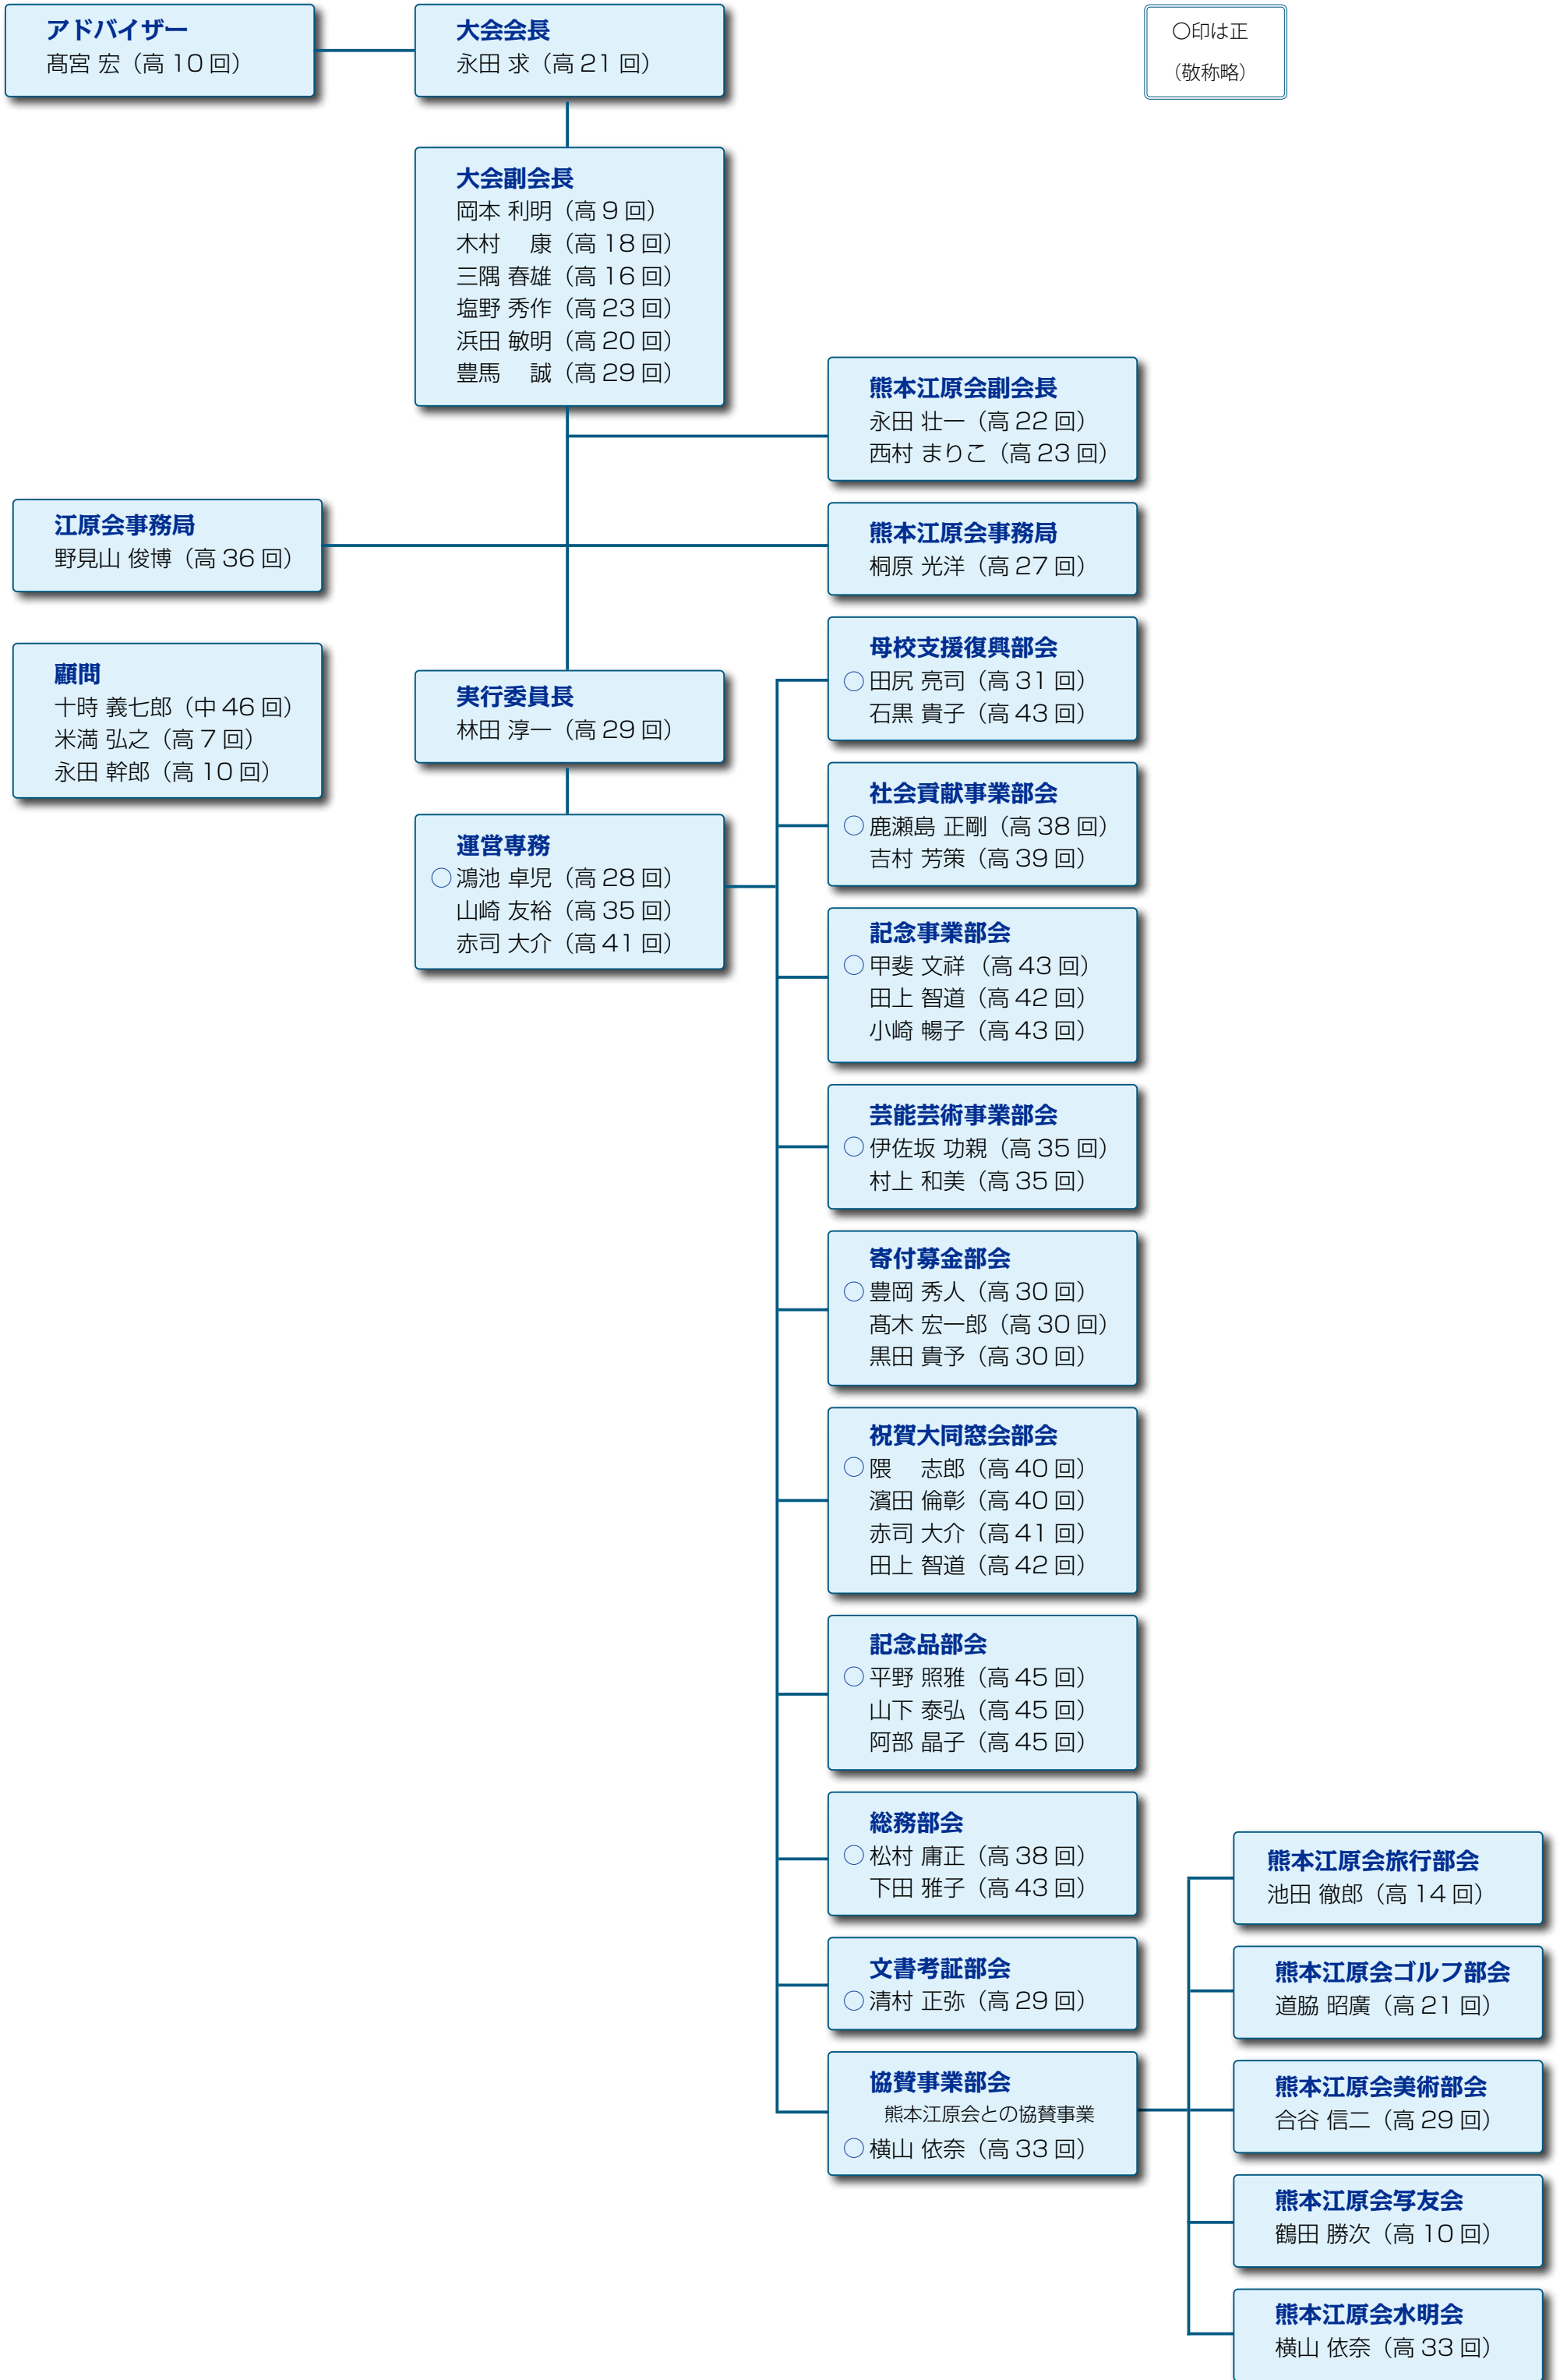 アドバイザー
髙宮 宏（高 10 回）
大会会長
永田 求（高 21 回）
〇印は正
（敬称略）
大会副会長
岡本 利明（高 9 回）
木村　康（高 18 回）
三隅 春雄（高 16 回）
塩野 秀作（高 23 回）
浜田 敏明（高 20 回）
豊馬　誠（高 29 回）
熊本江原会副会長
永田 壮一（高 22 回）
西村 まりこ（高 23 回）
江原会事務局
野見山 俊博（高 36 回）
熊本江原会事務局
桐原 光洋（高 27 回）
顧問
十時 義七郎（中 46 回）
米満 弘之（高 7 回）
永田 幹郎（高 10 回）
実行委員長
林田 淳一（高 29 回）
運営専務
〇鴻池 卓児（高 28 回）
山崎 友裕（高 35 回）
赤司 大介（高 41 回）
母校支援復興部会
〇田尻 亮司（高 31 回）
石黒 貴子（高 43 回）
社会貢献事業部会
〇鹿瀬島 正剛（高 38 回）
吉村 芳策（高 39 回）
記念事業部会
〇甲斐 文祥（高 43 回）
田上 智道（高 42 回）
小崎 暢子（高 43 回）
芸能芸術事業部会
〇伊佐坂 功親（高 35 回）
村上 和美（高 35 回）
寄付募金部会
〇豊岡 秀人（高 30 回）
髙木 宏一郎（高 30 回）
黒田 貴予（高 30 回）
祝賀大同窓会部会
〇隈　志郎（高 40 回）
濱田 倫彰（高 40 回）
赤司 大介（高 41 回）
田上 智道（高 42 回）
記念品部会
〇平野 照雅（高 45 回）
山下 泰弘（高 45 回）
阿部 晶子（高 45 回）
総務部会
〇松村 庸正（高 38 回）
下田 雅子（高 43 回）
文書考証部会
〇清村 正弥（高 29 回）
協賛事業部会
熊本江原会との協賛事業
〇横山 依奈（高 33 回）
熊本江原会旅行部会
池田 徹郎（高 14 回）
熊本江原会ゴルフ部会
道脇 昭廣（高 21 回）
熊本江原会美術部会
合谷 信二（高 29 回）
熊本江原会写友会
鶴田 勝次（高 10 回）
熊本江原会水明会
横山 依奈（高 33 回）